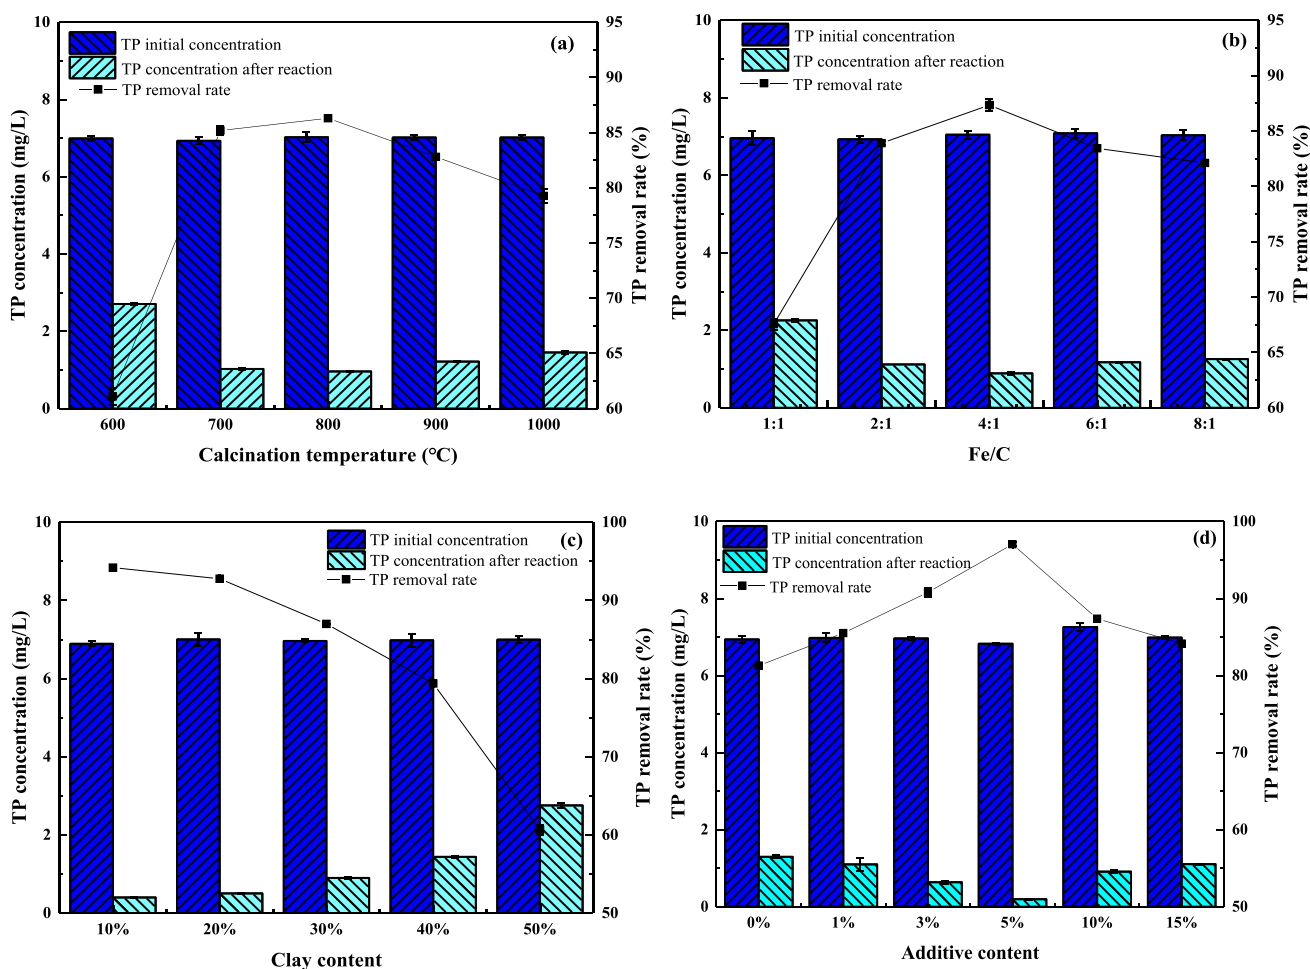 TP initial concentration
TP concentration after reaction
TP removal rate
(a)
10
8
6
4
2
0
TP concentration (mg/L)
95
90
85
80
75
70
65
60
TP removal rate (%)
600 700 800 900 1000
Calcination temperature (℃)
TP initial concentration
TP concentration after reaction
TP removal rate
(b)
10
8
6
4
2
0
TP concentration (mg/L)
95
90
85
80
75
70
65
60
TP removal rate (%)
1:1 2:1 4:1 6:1 8:1
Fe/C
TP initial concentration
TP concentration after reaction
TP removal rate
(c)
10
8
6
4
2
0
TP concentration (mg/L)
100
90
80
70
60
50
TP removal rate (%)
10% 20% 30% 40% 50%
Clay content
TP initial concentration
TP concentration after reaction
TP removal rate
(d)
10
8
6
4
2
0
TP concentration (mg/L)
100
90
80
70
60
50
TP removal rate (%)
0% 1% 3% 5% 10% 15%
Additive content